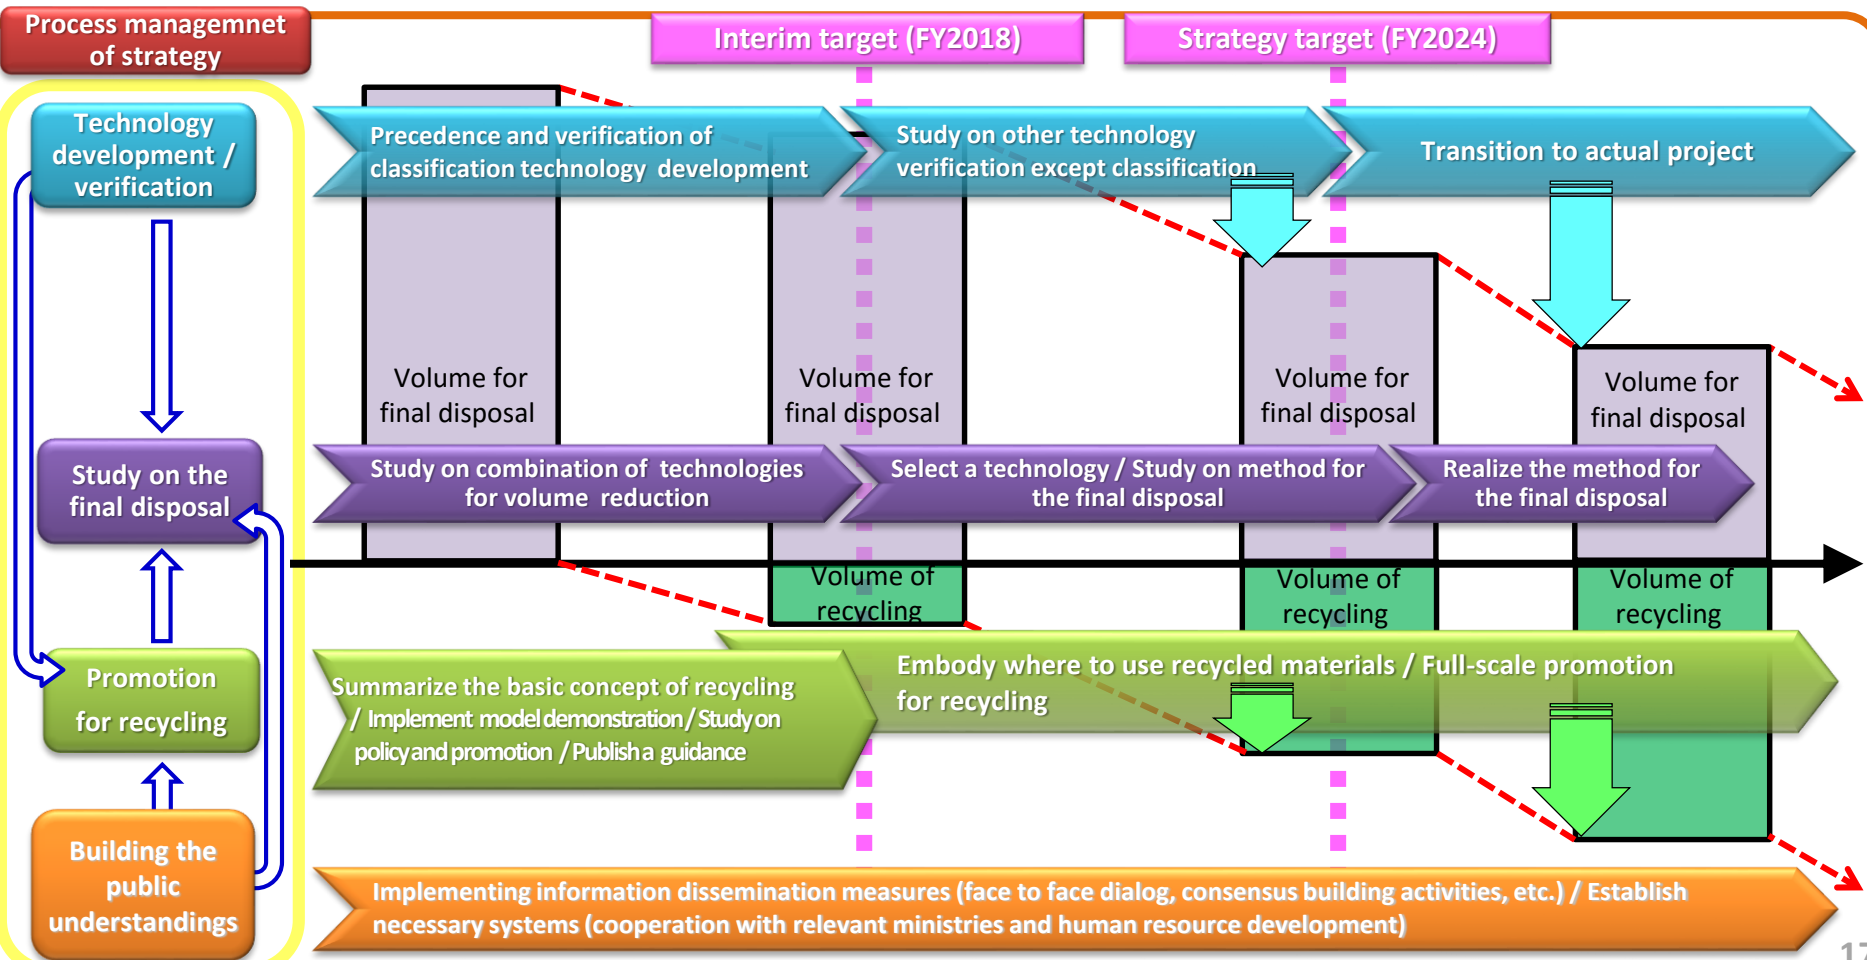 Process managemnet
of strategy
Interim target (FY2018)
Strategy target (FY2024)
Technology
development /
verification
Precedence and verification of
classification technology development
Study on other technology
verification except classification
Transition to actual project
Volume for
final disposal
Volume for
final disposal
Volume for
final disposal
Volume for
final disposal
Study on the
final disposal
Study on combination of technologies
for volume reduction
Select a technology / Study on method for
the final disposal
Realize the method for
the final disposal
Volume of
recycling
Volume of
recycling
Volume of
recycling
Promotion
for recycling
Summarize the basic concept of recycling
/ Implement model demonstration / Study on
policy and promotion / Publish a guidance
Embody where to use recycled materials / Full-scale promotion
for recycling
Building the
public
understandings
Implementing information dissemination measures (face to face dialog, consensus building activities, etc.) / Establish
necessary systems (cooperation with relevant ministries and human resource development)
17